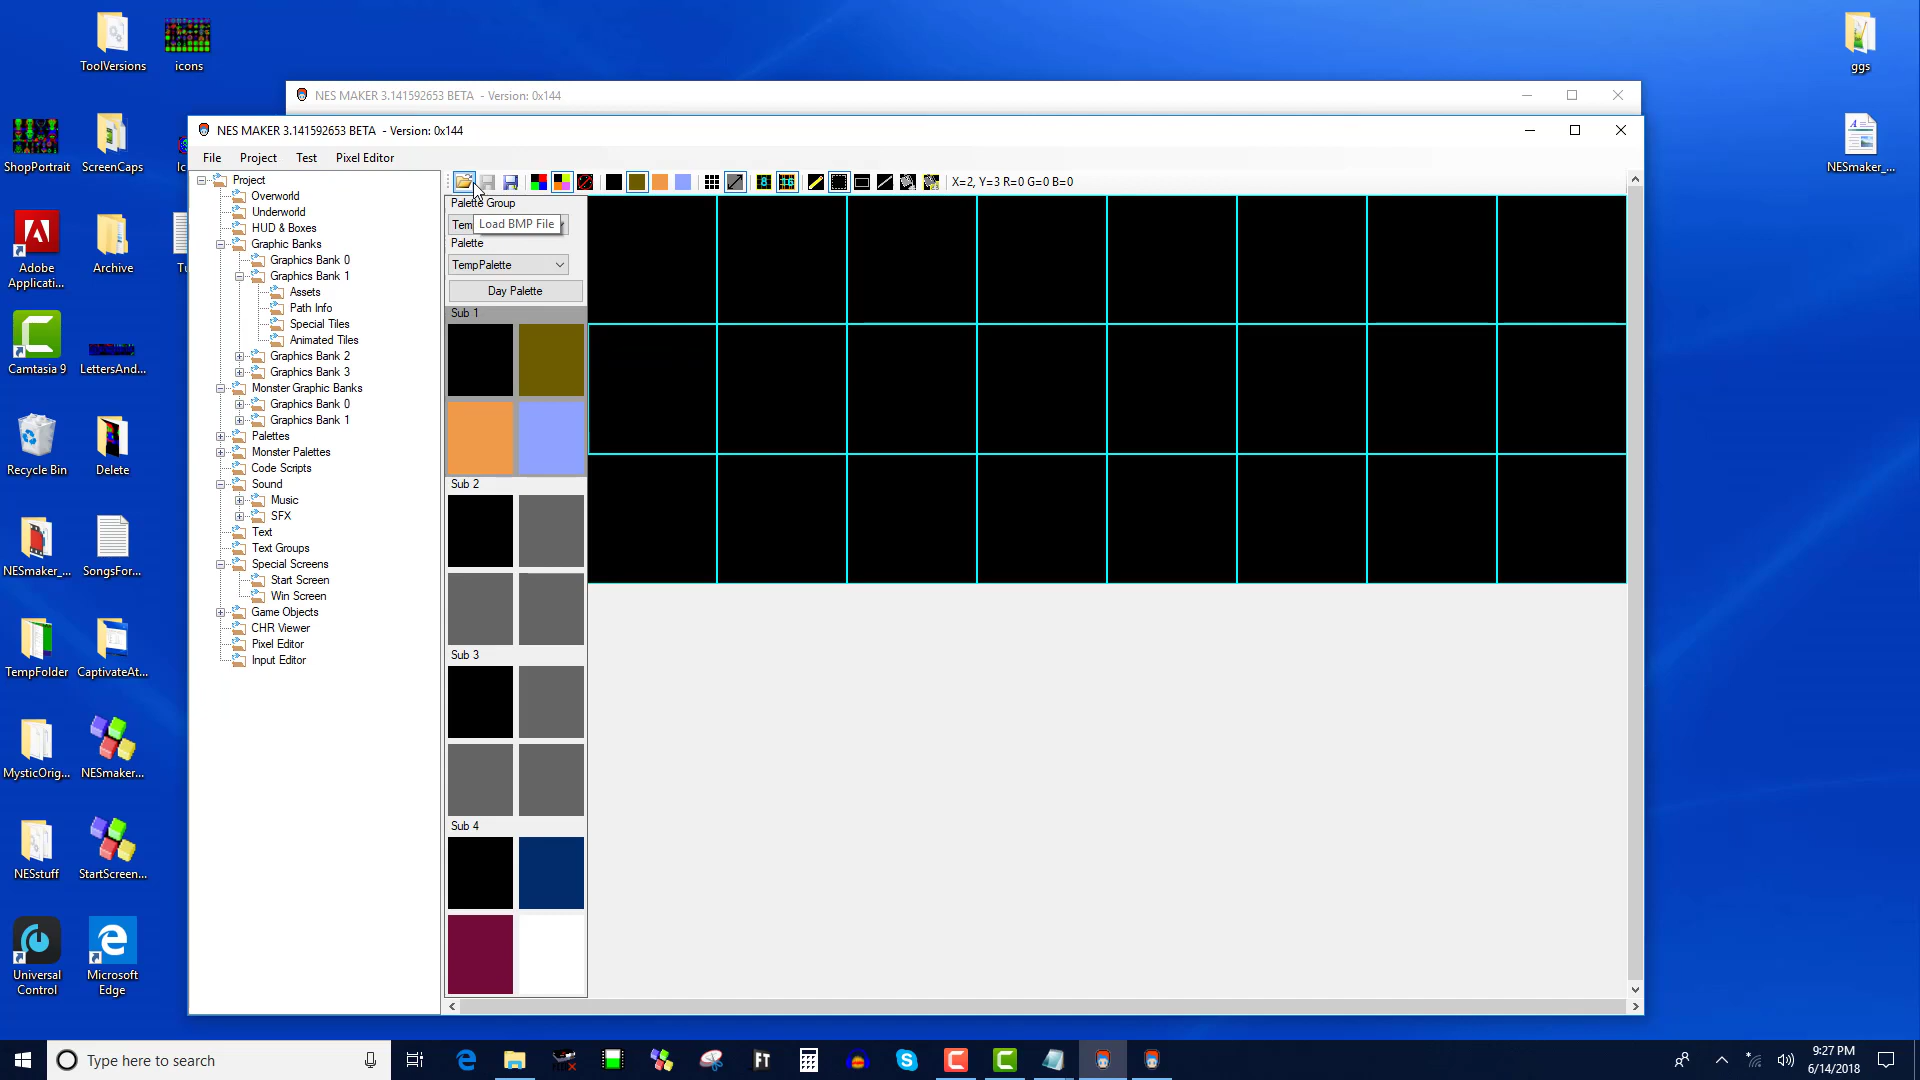 ToolVersions
icons
ggs
ShopPortrait
ScreenCaps
NESmaker_...
Adobe
Applicati...
Archive
Camtasia 9
LettersAnd...
Recycle Bin
Delete
NESmaker_...
SongsFor...
TempFolder
CaptivateAt...
MysticOrig...
NESmaker...
NESstuff
StartScreen...
Universal
Control
Microsoft
Edge
NES MAKER 3.141592653 BETA - Version: 0x144
NES MAKER 3.141592653 BETA - Version: 0x144
File Project Test Pixel Editor
Project
Overworld
Underworld
HUD & Boxes
Graphic Banks
Graphics Bank 0
Graphics Bank 1
Assets
Path Info
Special Tiles
Animated Tiles
Graphics Bank 2
Graphics Bank 3
Monster Graphic Banks
Graphics Bank 0
Graphics Bank 1
Palettes
Monster Palettes
Code Scripts
Sound
Music
SFX
Text
Text Groups
Special Screens
Start Screen
Win Screen
Game Objects
CHR Viewer
Pixel Editor
Input Editor
8 16 X=2, Y=3 R=0 G=0 B=0
Palette Group
Tem
Load BMP File
Palette
TempPalette
Day Palette
Sub 1
Sub 2
Sub 3
Sub 4
Type here to search
FT
9:27 PM
6/14/2018